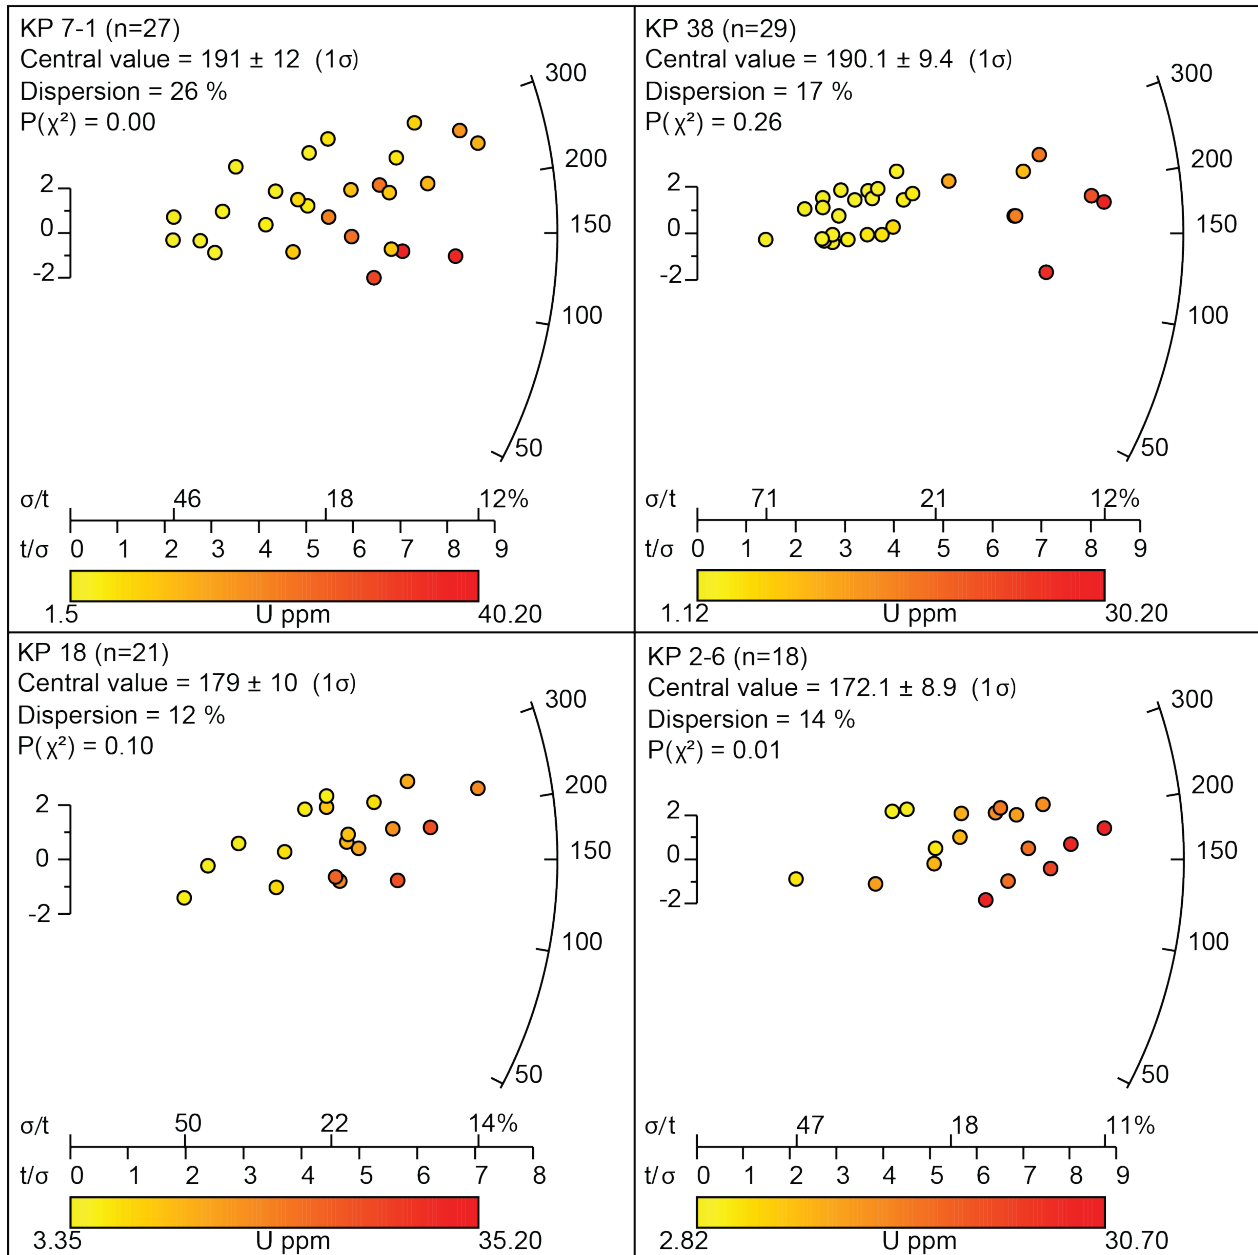 KP 7-1 (n=27)
Central value = 191 ± 12 (1σ)
Dispersion = 26 %
P(χ²) = 0.00
300
200
150
100
50
2
0
-2
σ/t
46
18
12%
t/σ
0 1 2 3 4 5 6 7 8 9
1.5
U ppm
40.20
KP 38 (n=29)
Central value = 190.1 ± 9.4 (1σ)
Dispersion = 17 %
P(χ²) = 0.26
300
200
150
100
50
2
0
-2
σ/t
71
21
12%
t/σ
0 1 2 3 4 5 6 7 8 9
1.12
U ppm
30.20
KP 18 (n=21)
Central value = 179 ± 10 (1σ)
Dispersion = 12 %
P(χ²) = 0.10
300
200
150
100
50
2
0
-2
σ/t
50
22
14%
t/σ
0 1 2 3 4 5 6 7 8
3.35
U ppm
35.20
KP 2-6 (n=18)
Central value = 172.1 ± 8.9 (1σ)
Dispersion = 14 %
P(χ²) = 0.01
300
200
150
100
50
2
0
-2
σ/t
47
18
11%
t/σ
0 1 2 3 4 5 6 7 8 9
2.82
U ppm
30.70